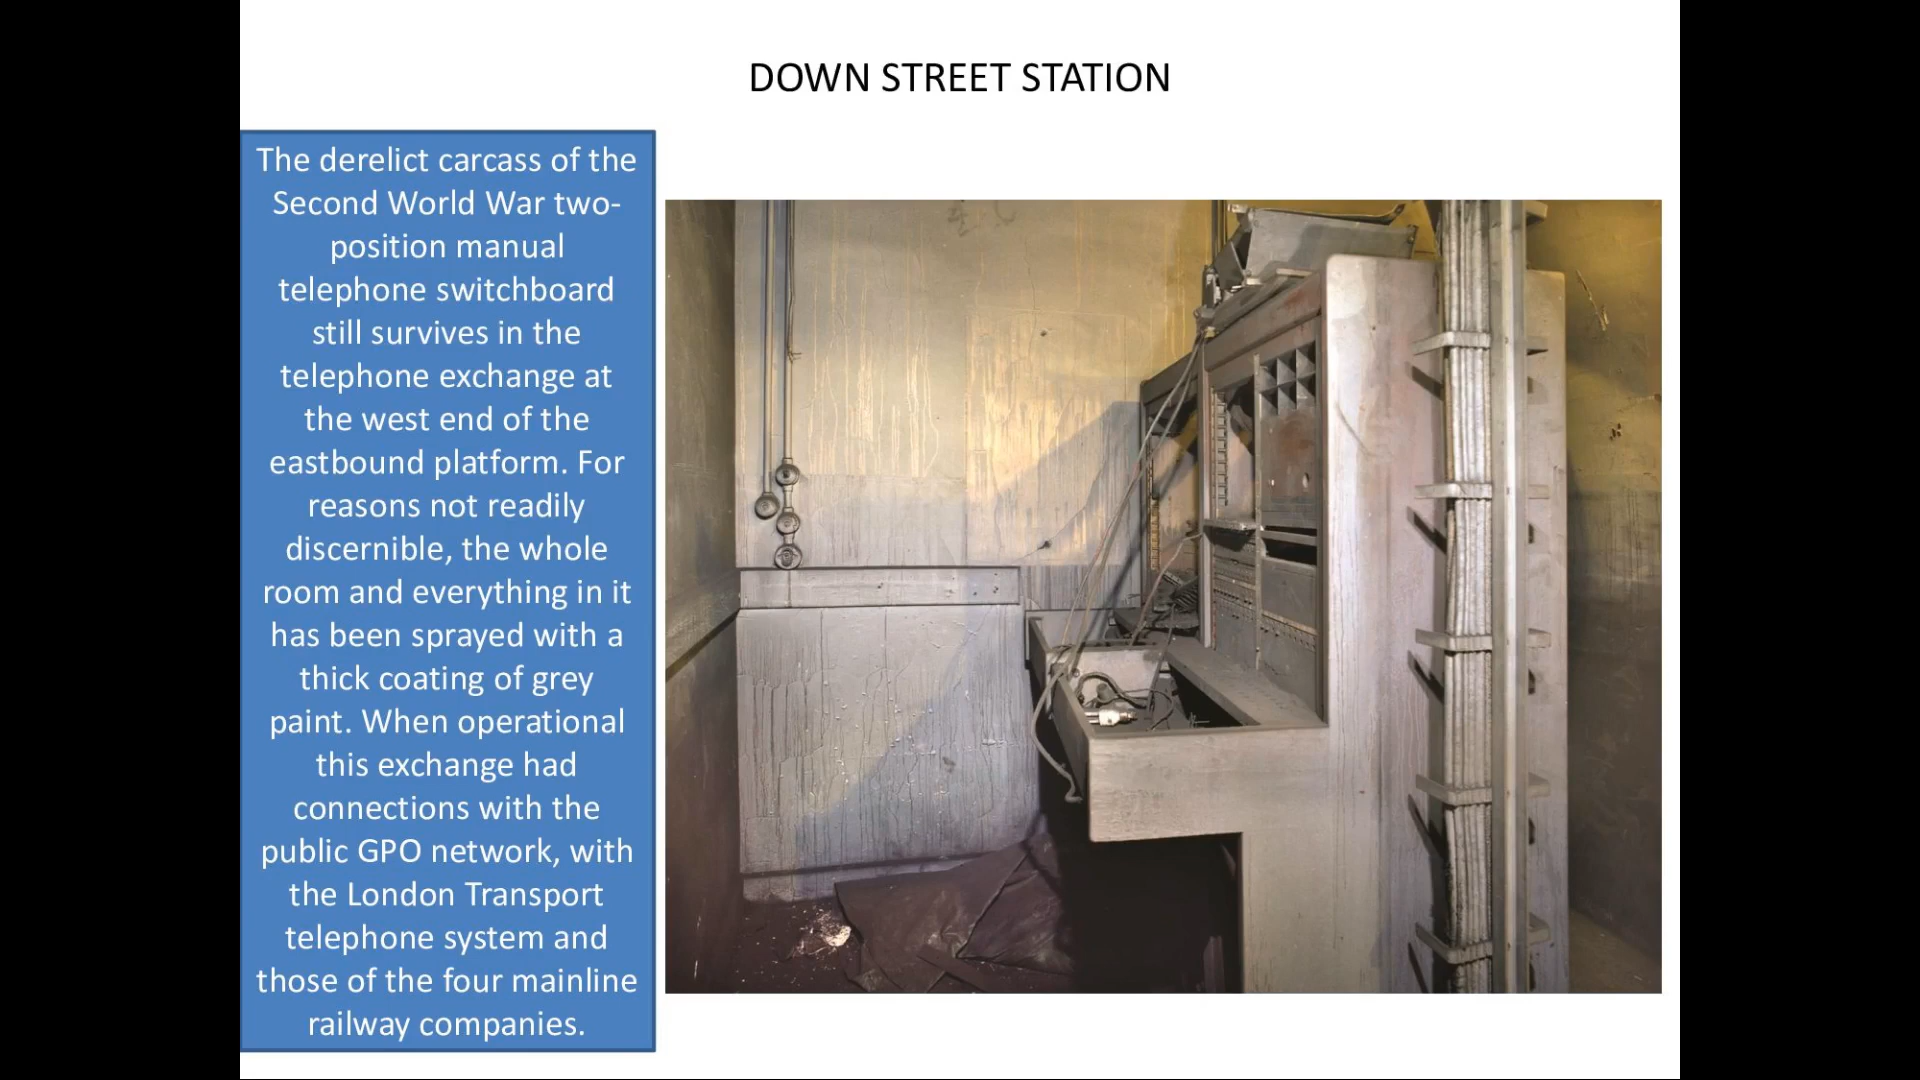 DOWN STREET STATION
The derelict carcass of the
Second World War two-
position manual
telephone switchboard
still survives in the
telephone exchange at
the west end of the
eastbound platform. For
reasons not readily
discernible, the whole
room and everything in it
has been sprayed with a
thick coating of grey
paint. When operational
this exchange had
connections with the
public GPO network, with
the London Transport
telephone system and
those of the four mainline
railway companies.